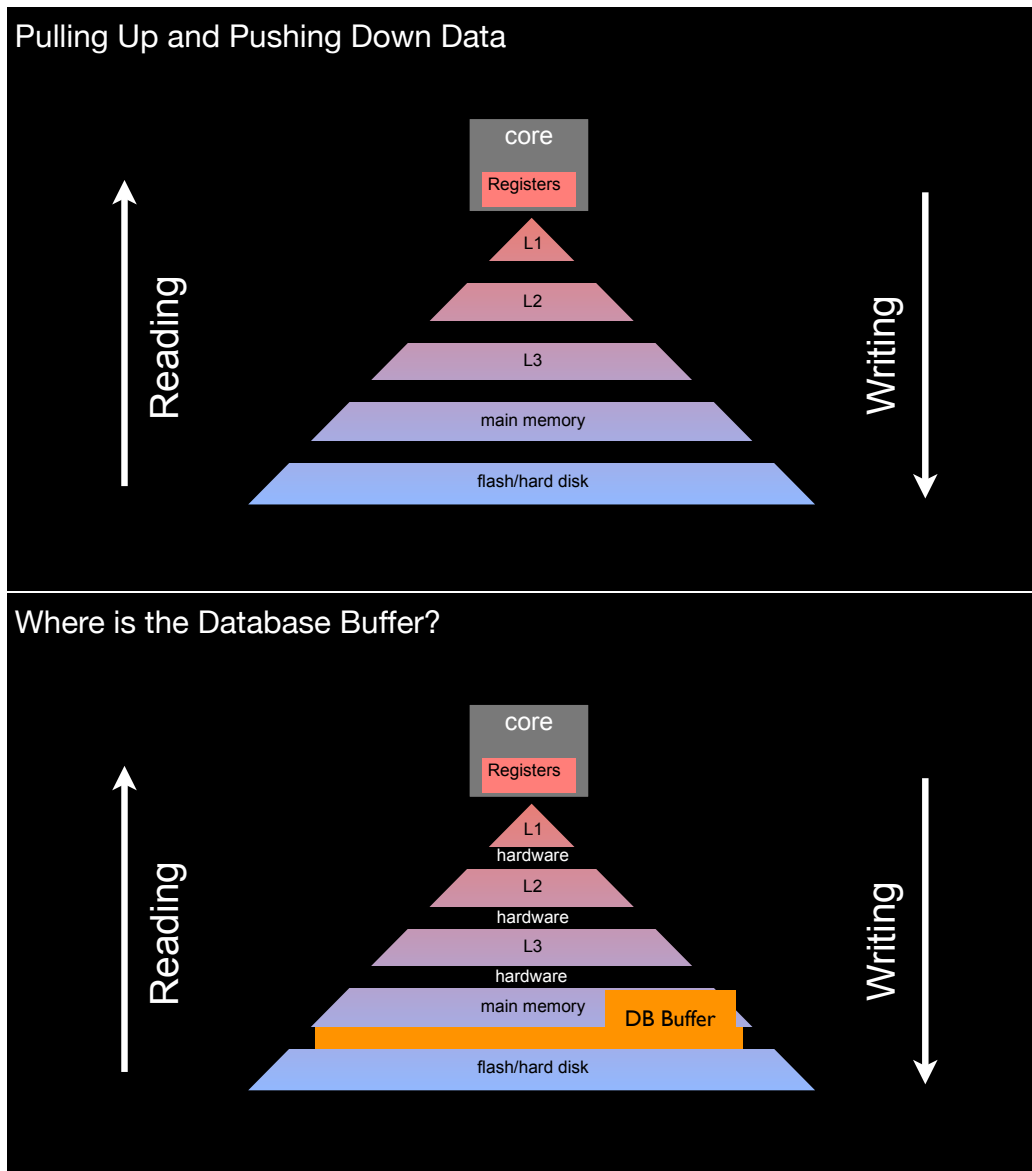 Pulling Up and Pushing Down Data
core
Registers
L1
L2
L3
main memory
flash/hard disk
Reading
Writing
Where is the Database Buffer?
core
Registers
L1
hardware
L2
hardware
L3
hardware
main memory
DB Buffer
flash/hard disk
Reading
Writing